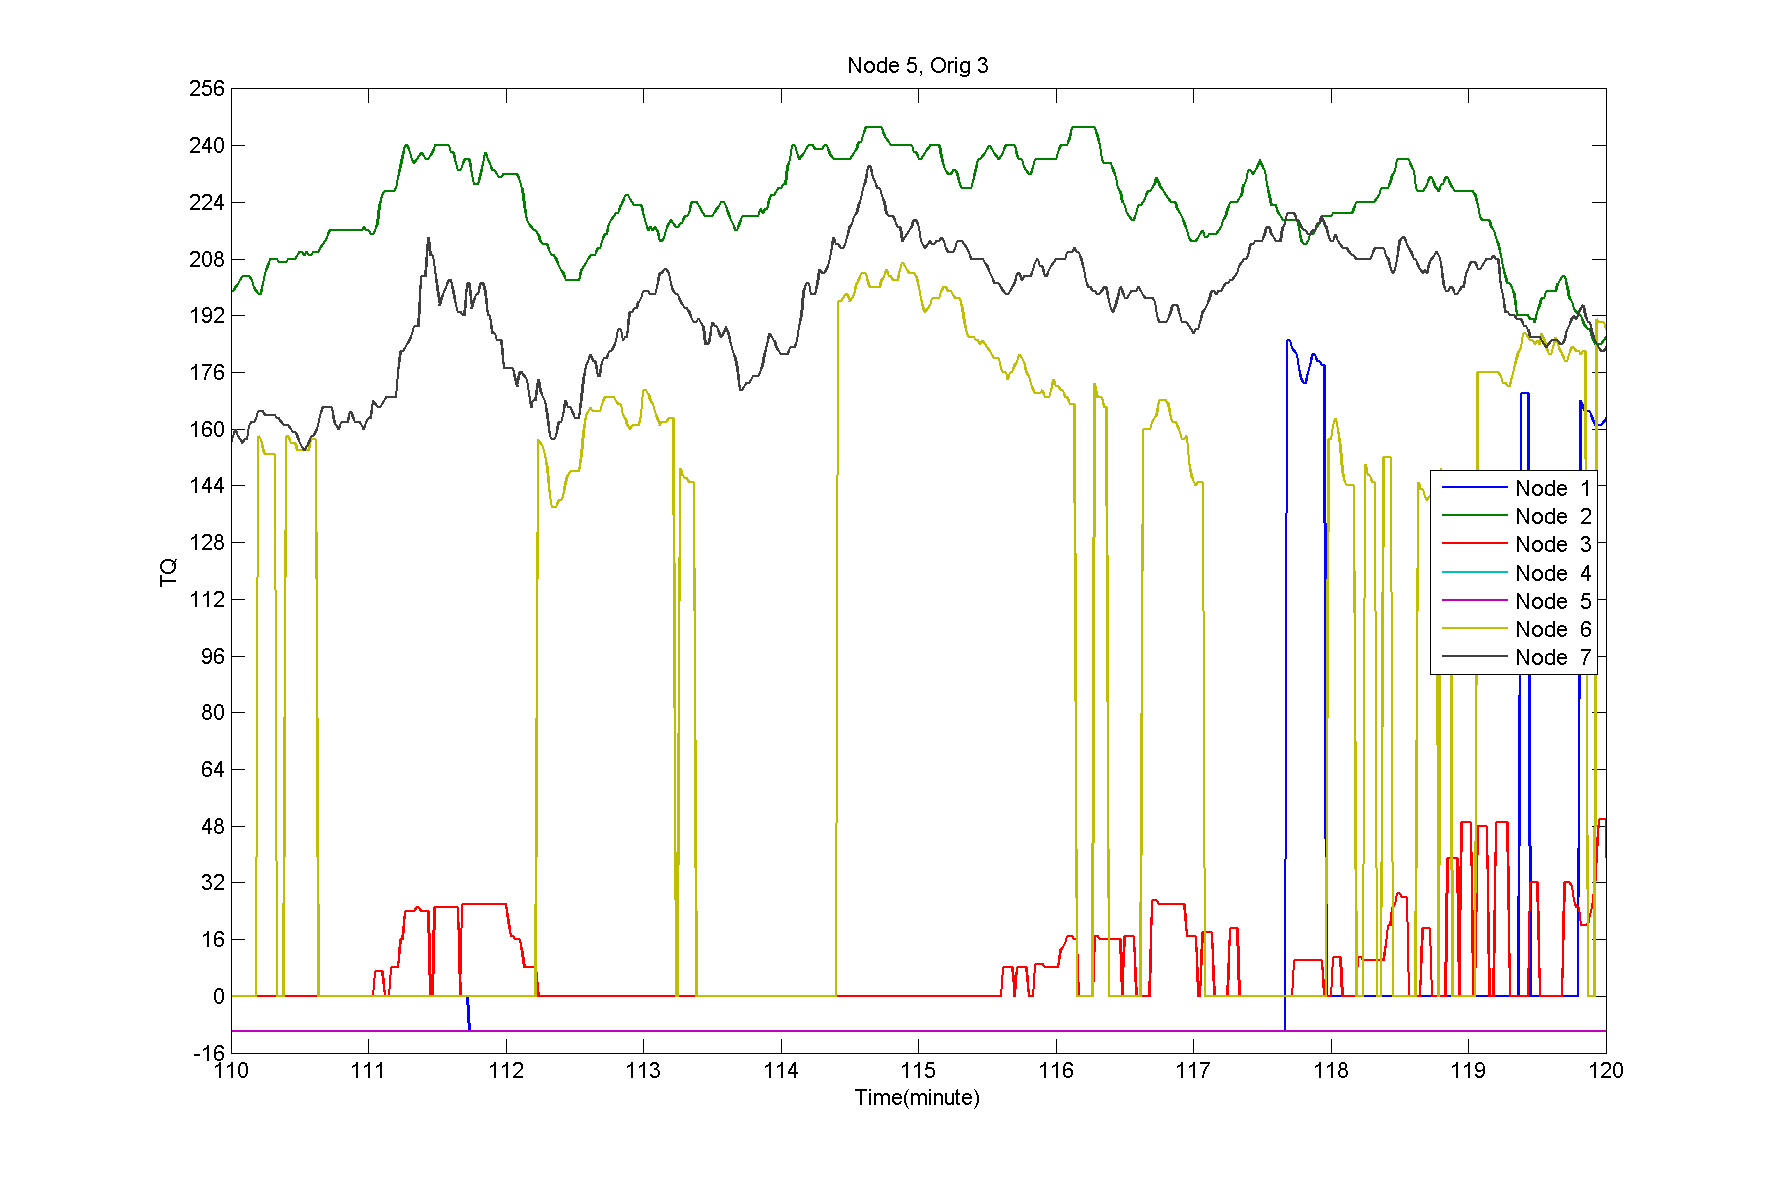 Node 5, Orig 3
256
240
224
208
192
176
160
144
128
112
96
80
64
48
32
16
0
-16
TQ
Node 1
Node 2
Node 3
Node 4
Node 5
Node 6
Node 7
110 111 112 113 114 115 116 117 118 119 120
Time(minute)